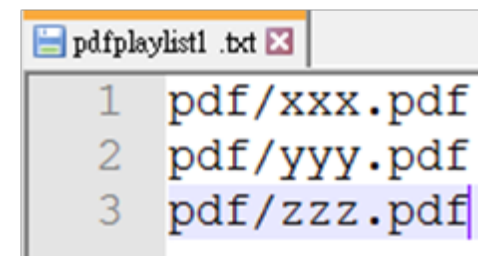 pdfplaylist1 .txt
1 pdf/xxx.pdf
2 pdf/yyy.pdf
3 pdf/zzz.pdf